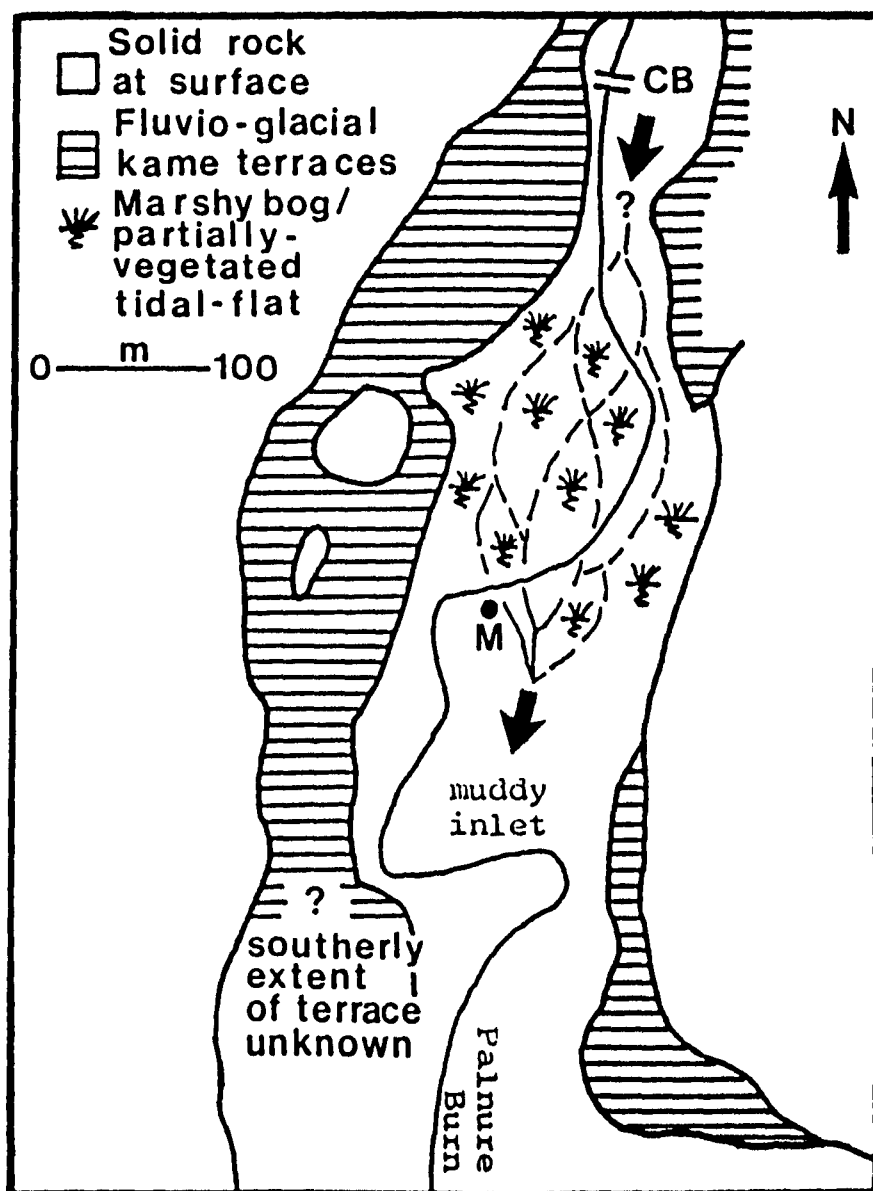 Solid rock
at surface
Fluvio-glacial
kame terraces
Marshy bog/
partially-
vegetated
tidal-flat
m
0 100
CB
N
?
M
muddy
inlet
?
southerly
extent
of terrace
unknown
Palnure
Burn